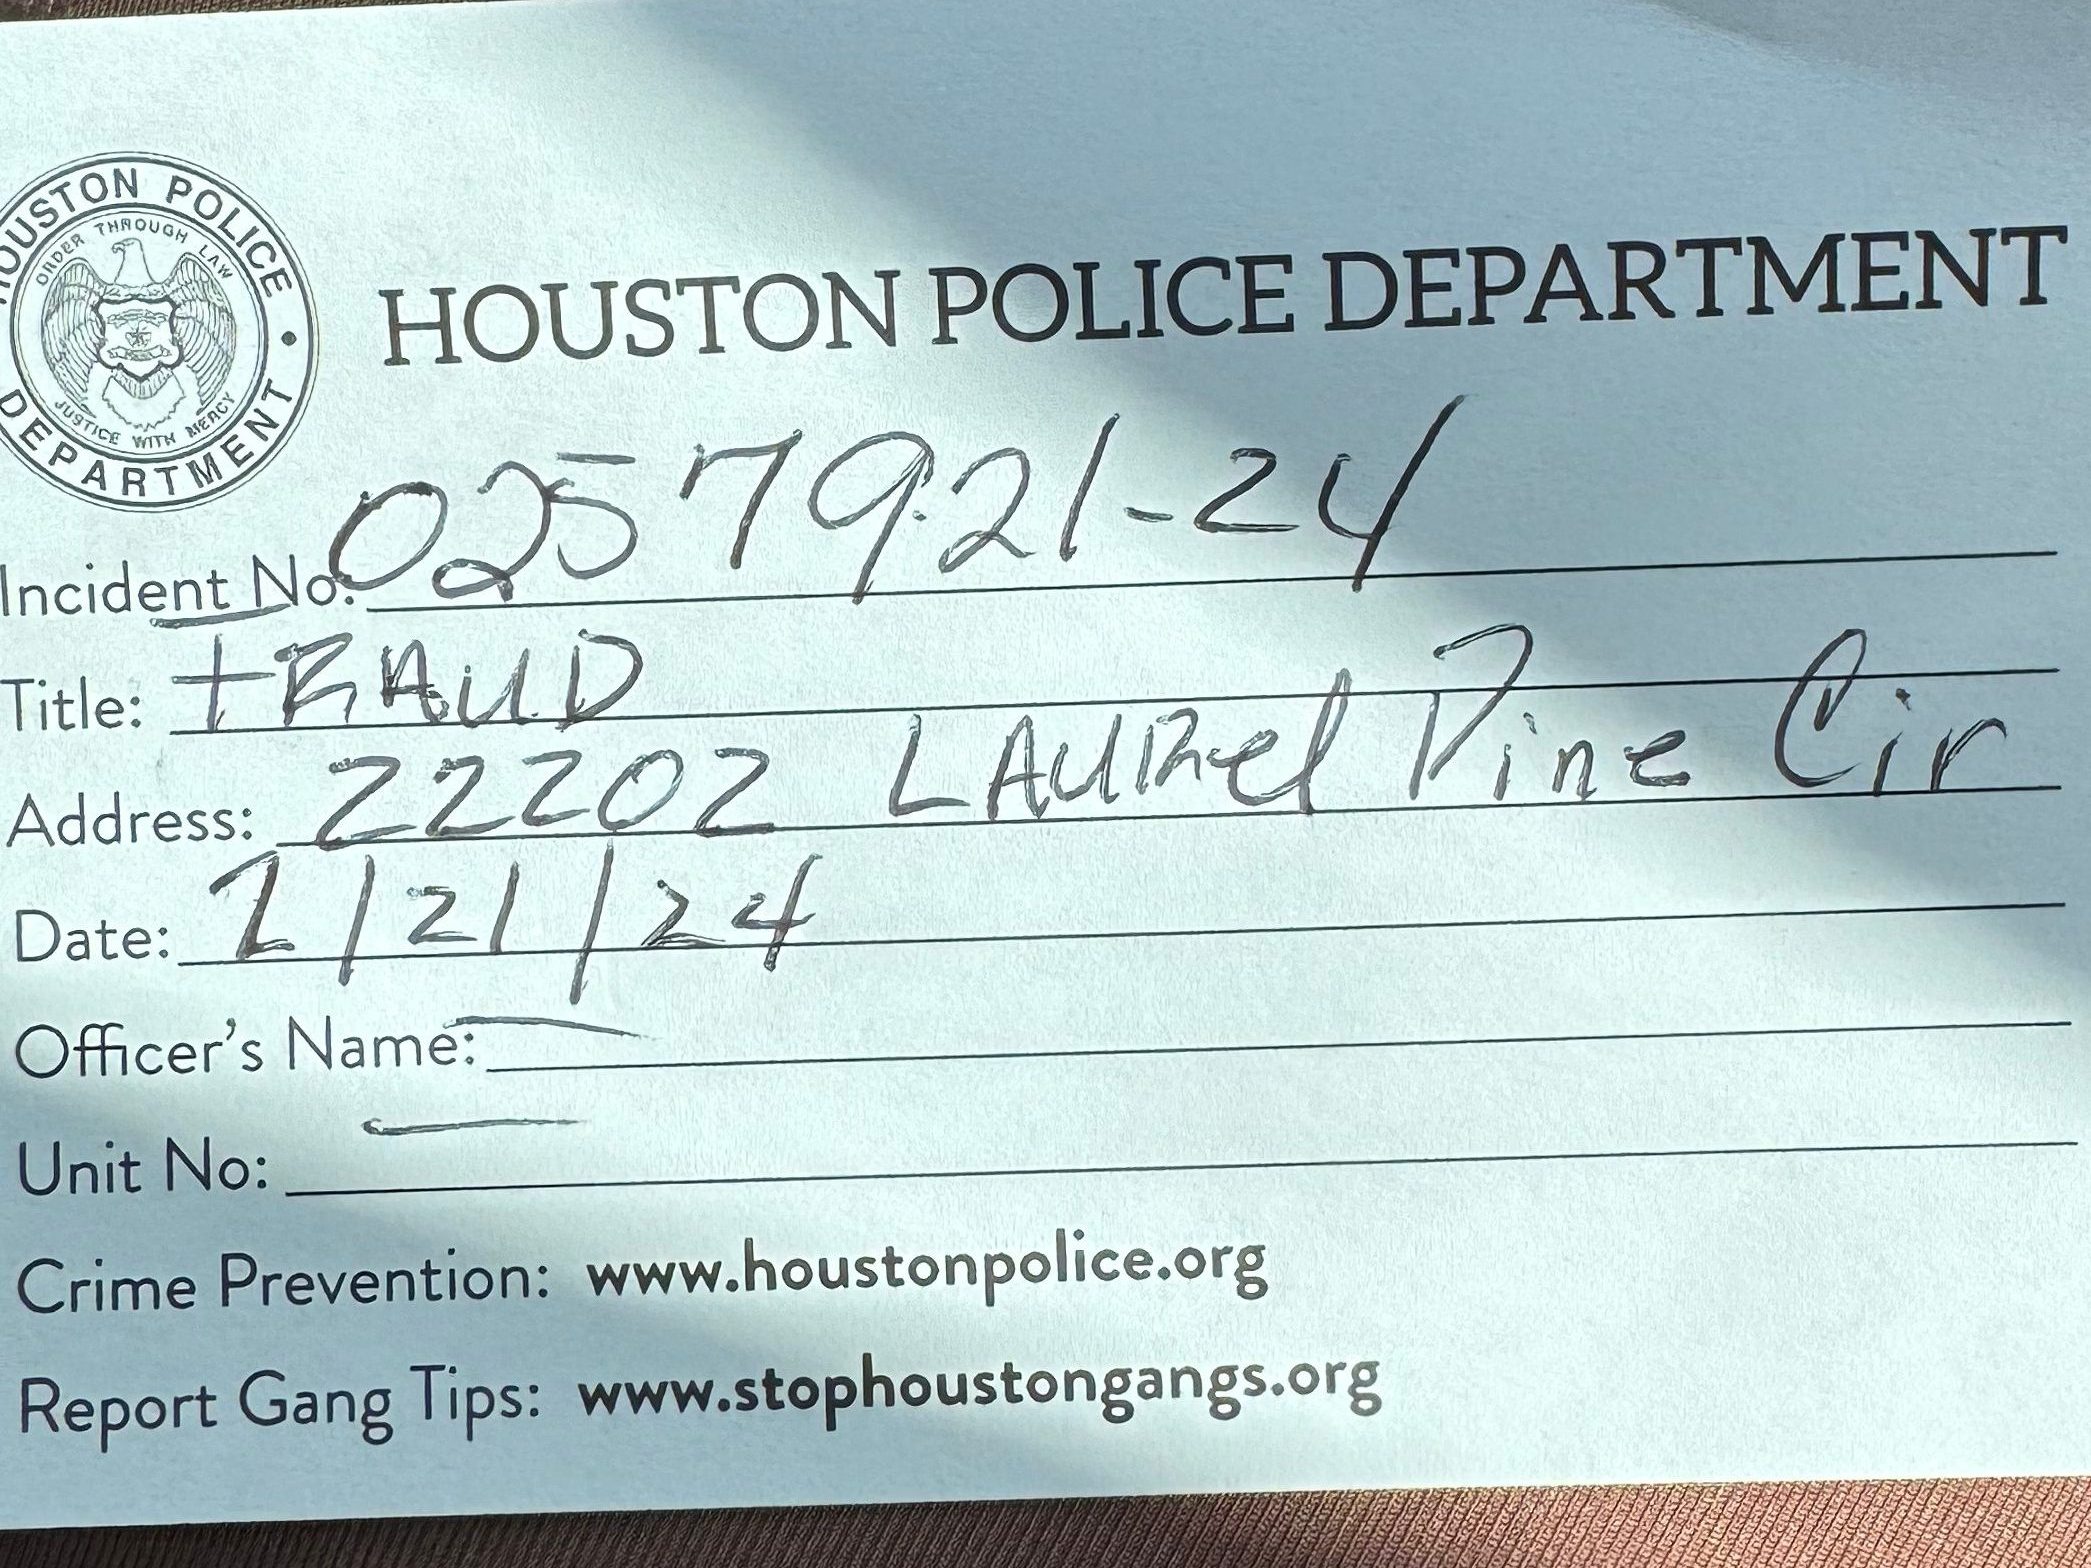 HOUSTON POLICE DEPARTMENT
ORDER THROUGH LAW
JUSTICE WITH MERCY
HOUSTON POLICE DEPARTMENT
Incident No: 0257921-24
Title: FRAUD
Address: 22202 LAURel Pine Cir
Date: 2/21/24
Officer's Name:
Unit No:
Crime Prevention: www.houstonpolice.org
Report Gang Tips: www.stophoustongangs.org